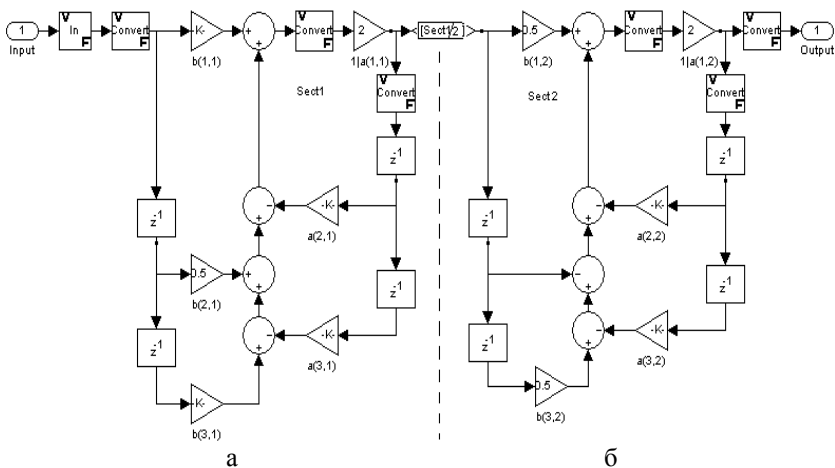 1
Input
V
In
F
V
Convert
F
-K-
b(1,1)
+
+
V
Convert
F
2
1|a(1,1)
[Sect1/2]
V
Convert
F
Sect1
z-1
z-1
-K-
a(2,1)
-
+
0.5
b(2,1)
+
+
z-1
z-1
-K-
a(3,1)
-
+
-K-
b(3,1)
0.5
b(1,2)
+
+
V
Convert
F
2
1|a(1,2)
V
Convert
F
1
Output
V
Convert
F
Sect2
z-1
z-1
-K-
a(2,2)
-
+
-
+
z-1
z-1
-K-
a(3,2)
-
+
0.5
b(3,2)
а
б